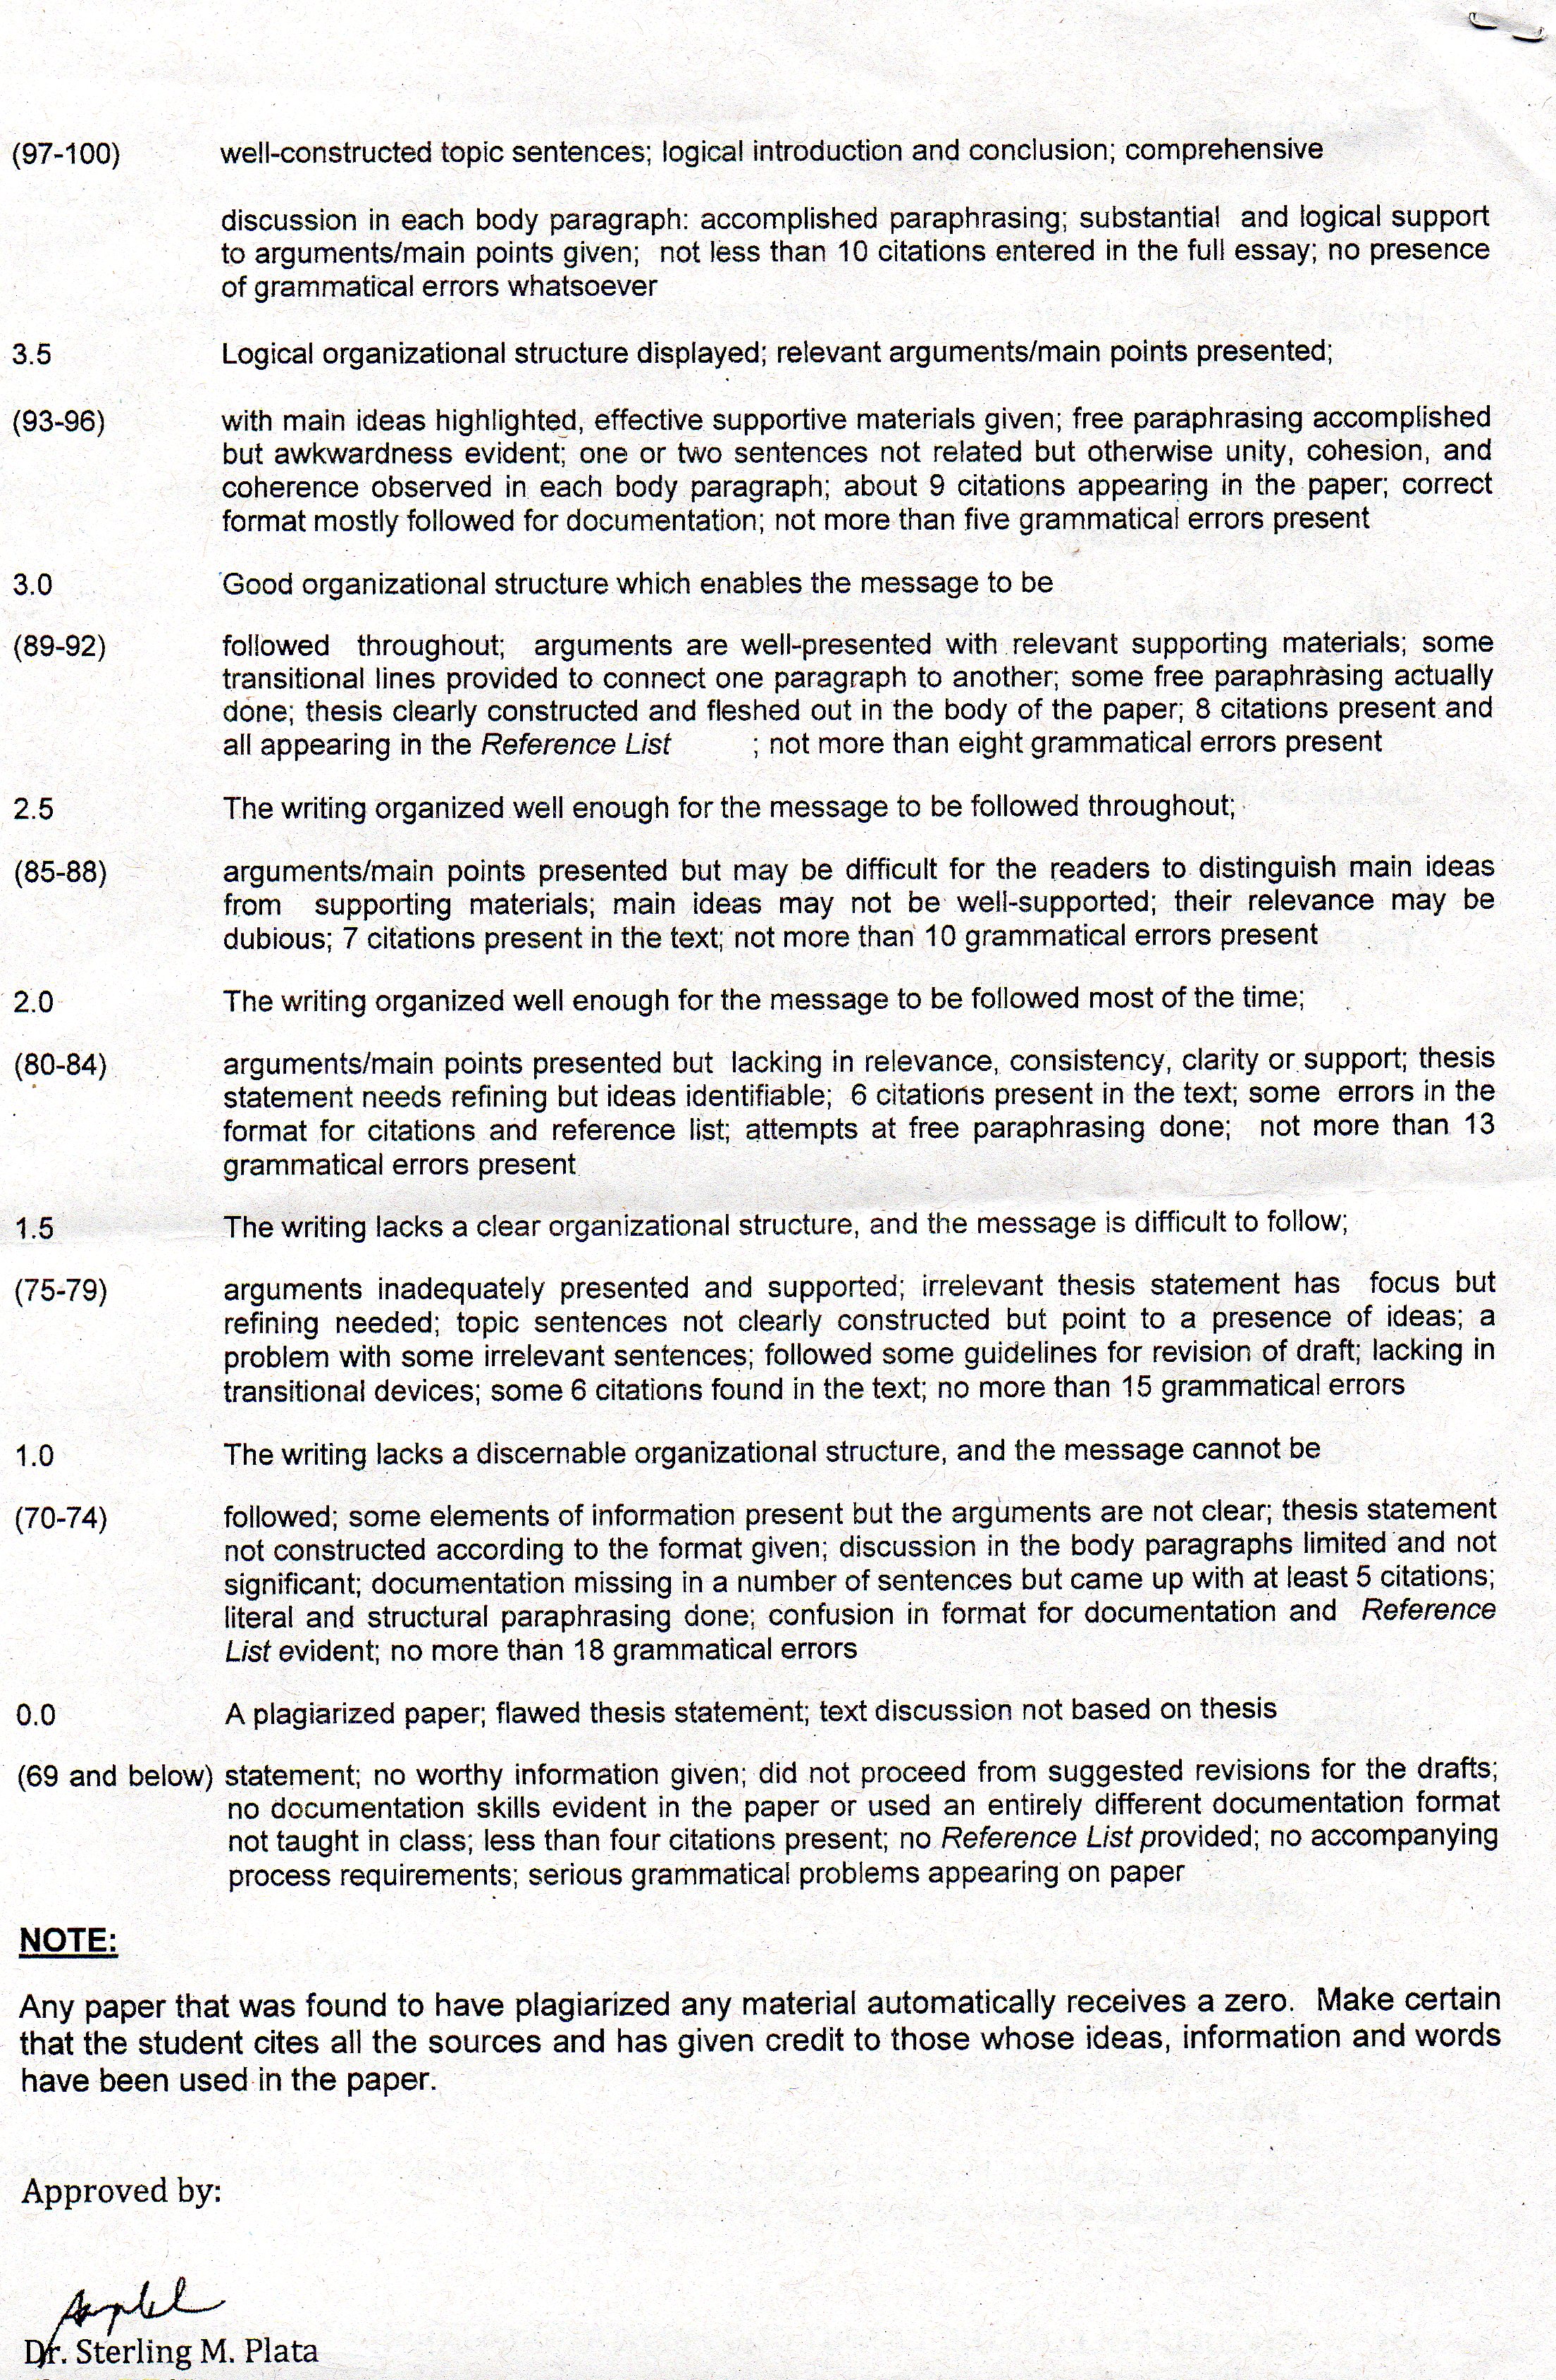 (97-100) well-constructed topic sentences; logical introduction and conclusion; comprehensive
discussion in each body paragraph: accomplished paraphrasing; substantial and logical support
to arguments/main points given; not less than 10 citations entered in the full essay; no presence
of grammatical errors whatsoever
3.5 Logical organizational structure displayed; relevant arguments/main points presented;
(93-96) with main ideas highlighted, effective supportive materials given; free paraphrasing accomplished
but awkwardness evident; one or two sentences not related but otherwise unity, cohesion, and
coherence observed in each body paragraph; about 9 citations appearing in the paper; correct
format mostly followed for documentation; not more than five grammatical errors present
3.0 Good organizational structure which enables the message to be
(89-92) followed throughout; arguments are well-presented with relevant supporting materials; some
transitional lines provided to connect one paragraph to another; some free paraphrasing actually
done; thesis clearly constructed and fleshed out in the body of the paper; 8 citations present and
all appearing in the Reference List ; not more than eight grammatical errors present
2.5 The writing organized well enough for the message to be followed throughout;
(85-88) arguments/main points presented but may be difficult for the readers to distinguish main ideas
from supporting materials; main ideas may not be well-supported; their relevance may be
dubious; 7 citations present in the text; not more than 10 grammatical errors present
2.0 The writing organized well enough for the message to be followed most of the time;
(80-84) arguments/main points presented but lacking in relevance, consistency, clarity or support; thesis
statement needs refining but ideas identifiable; 6 citations present in the text; some errors in the
format for citations and reference list; attempts at free paraphrasing done; not more than 13
grammatical errors present
1.5 The writing lacks a clear organizational structure, and the message is difficult to follow;
(75-79) arguments inadequately presented and supported; irrelevant thesis statement has focus but
refining needed; topic sentences not clearly constructed but point to a presence of ideas; a
problem with some irrelevant sentences; followed some guidelines for revision of draft; lacking in
transitional devices; some 6 citations found in the text; no more than 15 grammatical errors
1.0 The writing lacks a discernable organizational structure, and the message cannot be
(70-74) followed; some elements of information present but the arguments are not clear; thesis statement
not constructed according to the format given; discussion in the body paragraphs limited and not
significant; documentation missing in a number of sentences but came up with at least 5 citations;
literal and structural paraphrasing done; confusion in format for documentation and Reference
List evident; no more than 18 grammatical errors
0.0 A plagiarized paper; flawed thesis statement; text discussion not based on thesis
(69 and below) statement; no worthy information given; did not proceed from suggested revisions for the drafts;
no documentation skills evident in the paper or used an entirely different documentation format
not taught in class; less than four citations present; no Reference List provided; no accompanying
process requirements; serious grammatical problems appearing on paper
NOTE:
Any paper that was found to have plagiarized any material automatically receives a zero. Make certain
that the student cites all the sources and has given credit to those whose ideas, information and words
have been used in the paper.
Approved by:
Dr. Sterling M. Plata